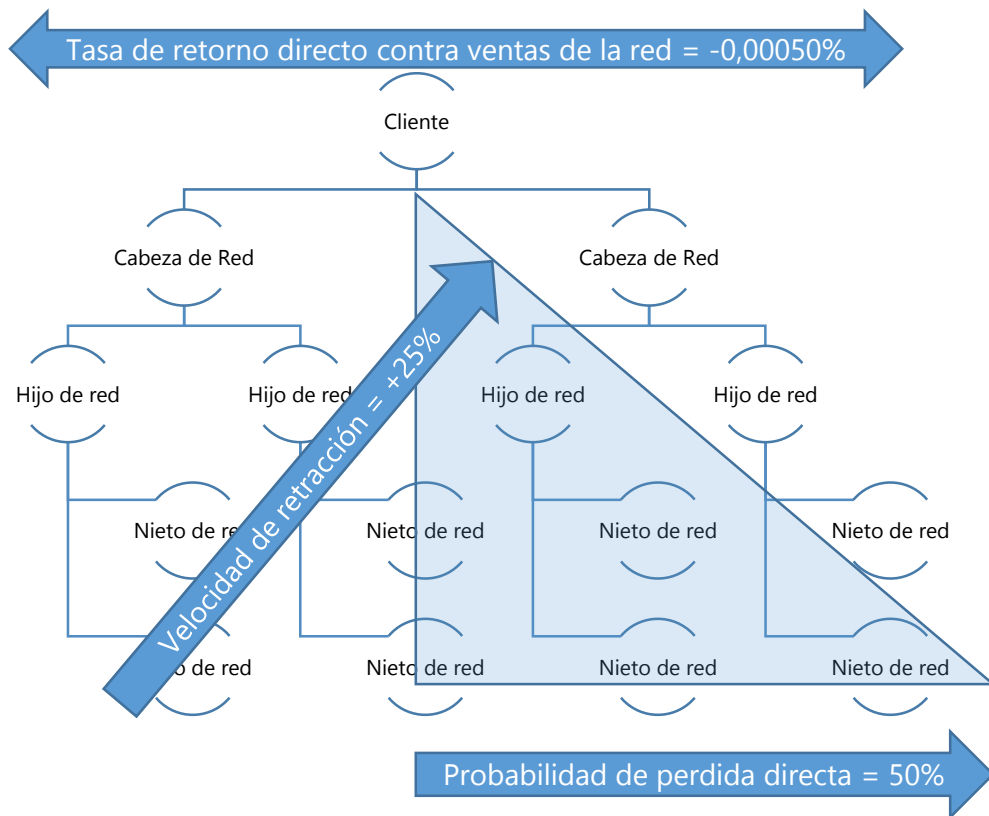 Tasa de retorno directo contra ventas de la red = -0,00050%
Cliente
Cabeza de Red
Cabeza de Red
Hijo de red
Hijo de red
Hijo de red
Hijo de red
Velocidad de retracción = +25%
Nieto de red
Nieto de red
Nieto de red
Nieto de red
Nieto de red
Nieto de red
Nieto de red
Nieto de red
Probabilidad de perdida directa = 50%